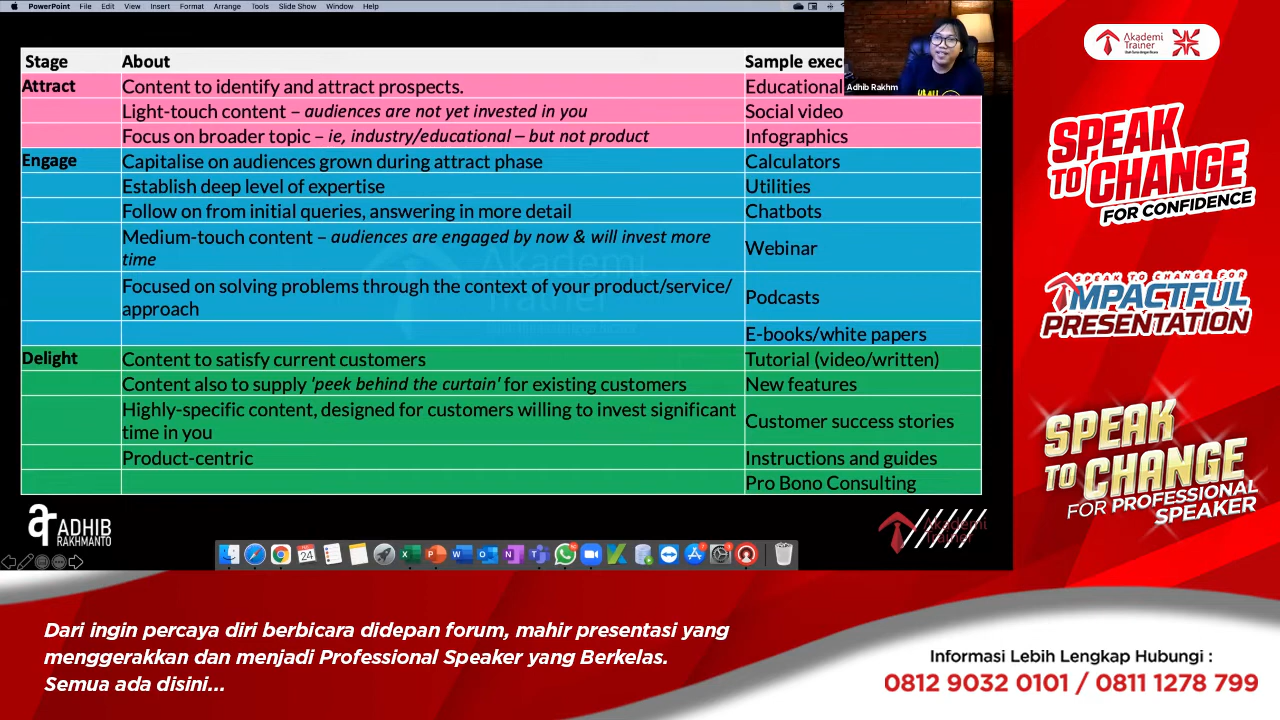 PowerPoint File Edit View Insert Format Arrange Tools Slide Show Window Help
Stage About Sample exec
Attract Content to identify and attract prospects. Educational
Light-touch content – audiences are not yet invested in you Social video
Focus on broader topic – ie, industry/educational – but not product Infographics
Engage Capitalise on audiences grown during attract phase Calculators
Establish deep level of expertise Utilities
Follow on from initial queries, answering in more detail Chatbots
Medium-touch content – audiences are engaged by now & will invest more
time
Webinar
Focused on solving problems through the context of your product/service/
approach
Podcasts
E-books/white papers
Delight Content to satisfy current customers Tutorial (video/written)
Content also to supply 'peek behind the curtain' for existing customers New features
Highly-specific content, designed for customers willing to invest significant
time in you
Customer success stories
Product-centric Instructions and guides
Pro Bono Consulting
Adhib Rakhm
ADHIB
RAKHMANTO
Akademi
Trainer
24
Akademi
Trainer
SPEAK
TO CHANGE
FOR CONFIDENCE
SPEAK TO CHANGE FOR
IMPACTFUL
PRESENTATION
SPEAK
TO CHANGE
FOR PROFESSIONAL
SPEAKER
Dari ingin percaya diri berbicara didepan forum, mahir presentasi yang
menggerakkan dan menjadi Professional Speaker yang Berkelas.
Semua ada disini...
Informasi Lebih Lengkap Hubungi :
0812 9032 0101 / 0811 1278 799